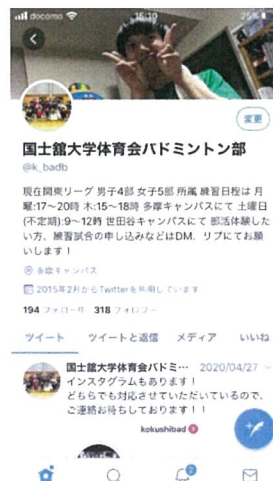 docomo 15:10 25%
変更
国士舘大学体育会バドミントン部
@k_badb
現在関東リーグ 男子4部 女子5部 所属 練習日程は 月
曜:17〜20時 木:15〜18時 多摩キャンパスにて 土曜日
(不定期):9〜12時 世田谷キャンパスにて 部活体験した
い方、練習試合の申し込みなどはDM、リプにてお願
いします！
多摩キャンパス
2015年2月からTwitterを利用しています
194 フォロー中 318 フォロワー
ツイート ツイートと返信 メディア いいね
国士舘大学体育会バドミ… 2020/04/27
インスタグラムもあります！
どちらでも対応させていただいているので、
ご連絡お待ちしております！！
kokushibad
2